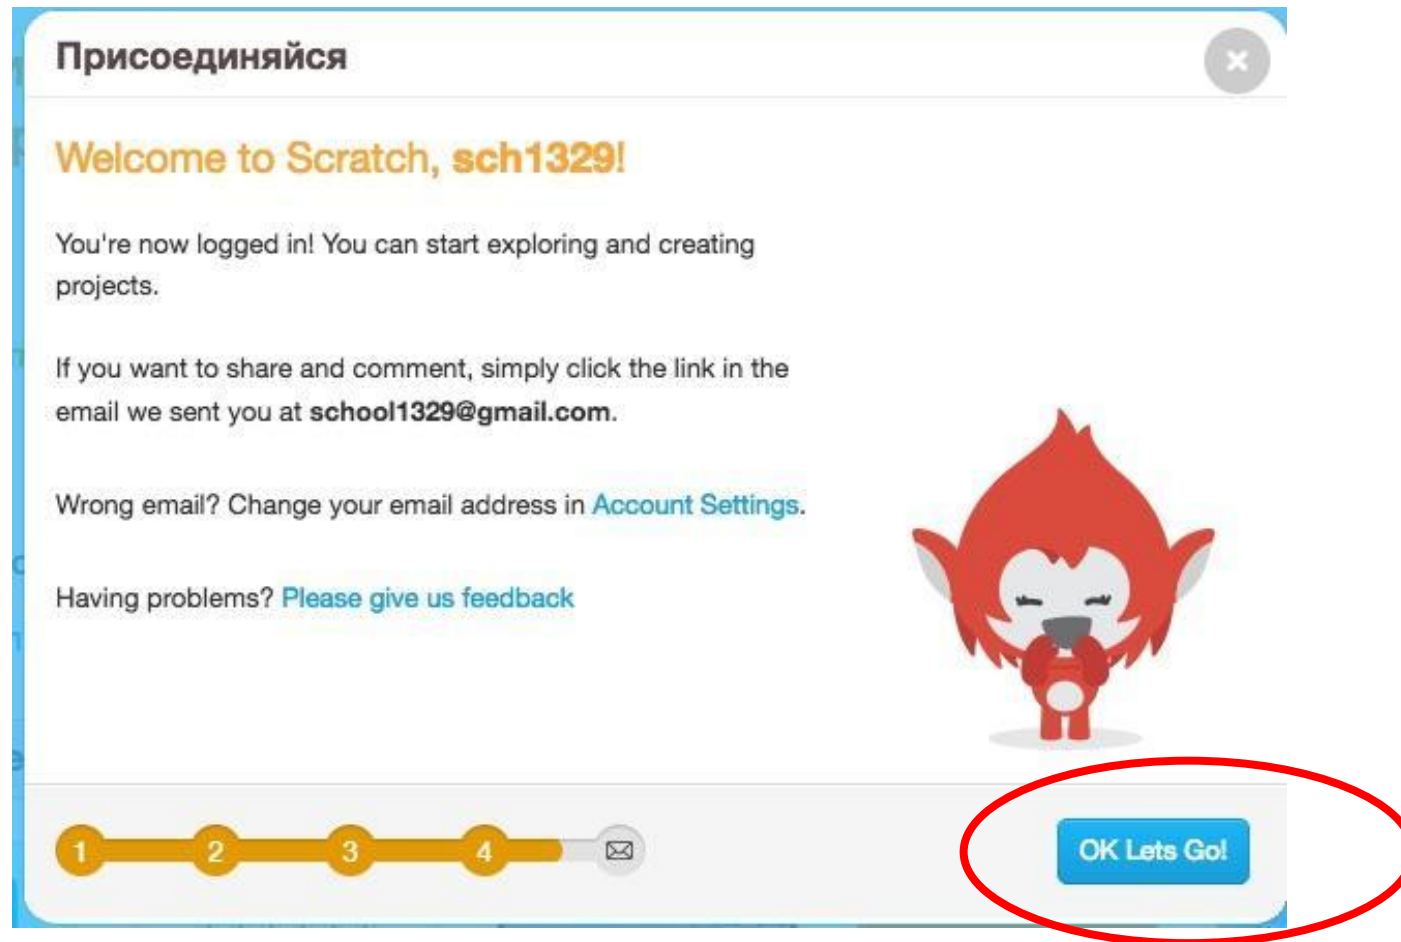 Присоединяйся
Welcome to Scratch, sch1329!
You're now logged in! You can start exploring and creating
projects.
If you want to share and comment, simply click the link in the
email we sent you at school1329@gmail.com.
Wrong email? Change your email address in Account Settings.
Having problems? Please give us feedback
1 2 3 4
OK Lets Go!